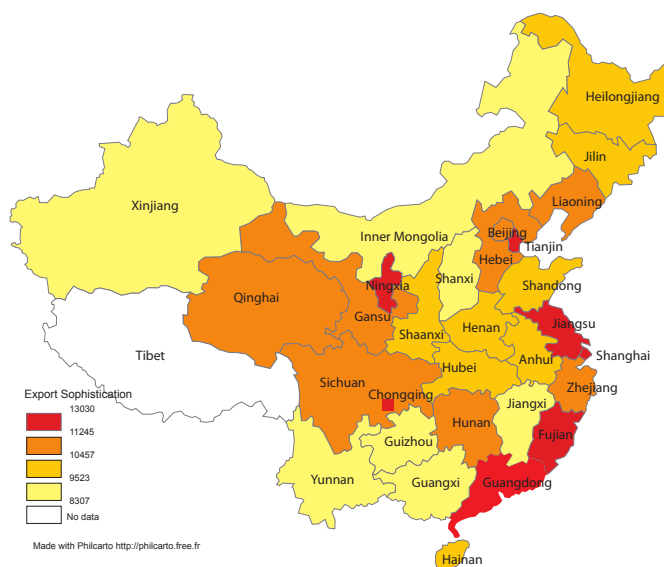 Heilongjiang
Jilin
Xinjiang
Liaoning
Inner Mongolia
Beijing
Tianjin
Hebei
Shanxi
Ningxia
Shandong
Qinghai
Gansu
Jiangsu
Shaanxi
Henan
Tibet
Shanghai
Anhui
Hubei
Sichuan
Zhejiang
Chongqing
Jiangxi
Hunan
Fujian
Guizhou
Yunnan
Guangxi
Guangdong
Hainan
Export Sophistication
13030
11245
10457
9523
8307
No data
Made with Philcarto http://philcarto.free.fr